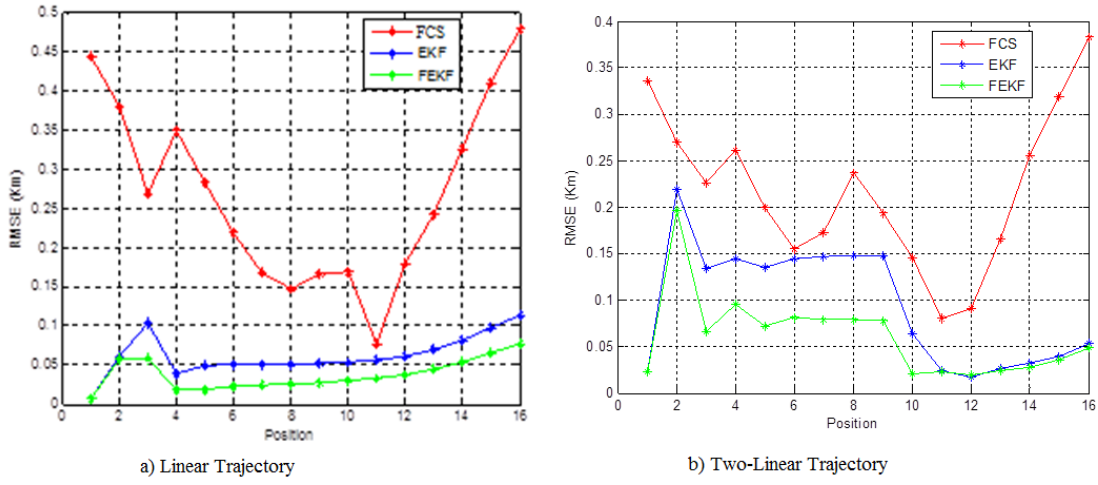 0.5
0.45
0.4
0.35
0.3
0.25
0.2
0.15
0.1
0.05
0
RMSE (Km)
FCS
EKF
FEKF
0 2 4 6 8 10 12 14 16
Position
a) Linear Trajectory
0.4
0.35
0.3
0.25
0.2
0.15
0.1
0.05
0
RMSE (Km)
FCS
EKF
FEKF
0 2 4 6 8 10 12 14 16
Position
b) Two-Linear Trajectory